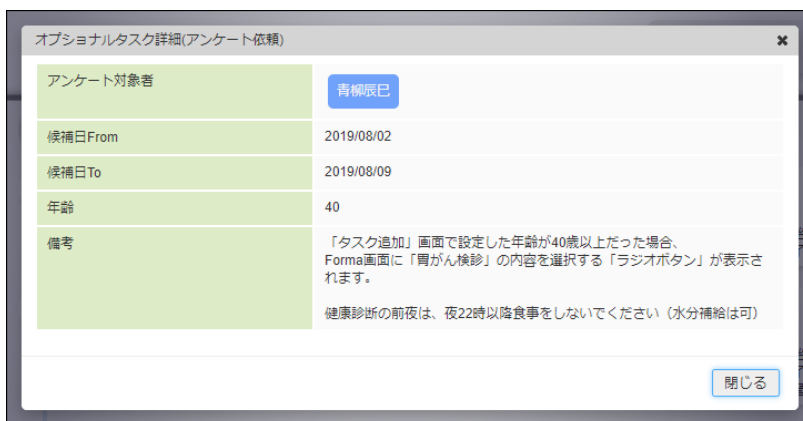 オプショナルタスク詳細(アンケート依頼)
アンケート対象者
青柳辰巳
候補日From
2019/08/02
候補日To
2019/08/09
年齢
40
備考
「タスク追加」画面で設定した年齢が40歳以上だった場合、
Forma画面に「胃がん検診」の内容を選択する「ラジオボタン」が表示さ
れます。
健康診断の前夜は、夜22時以降食事をしないでください（水分補給は可）
閉じる